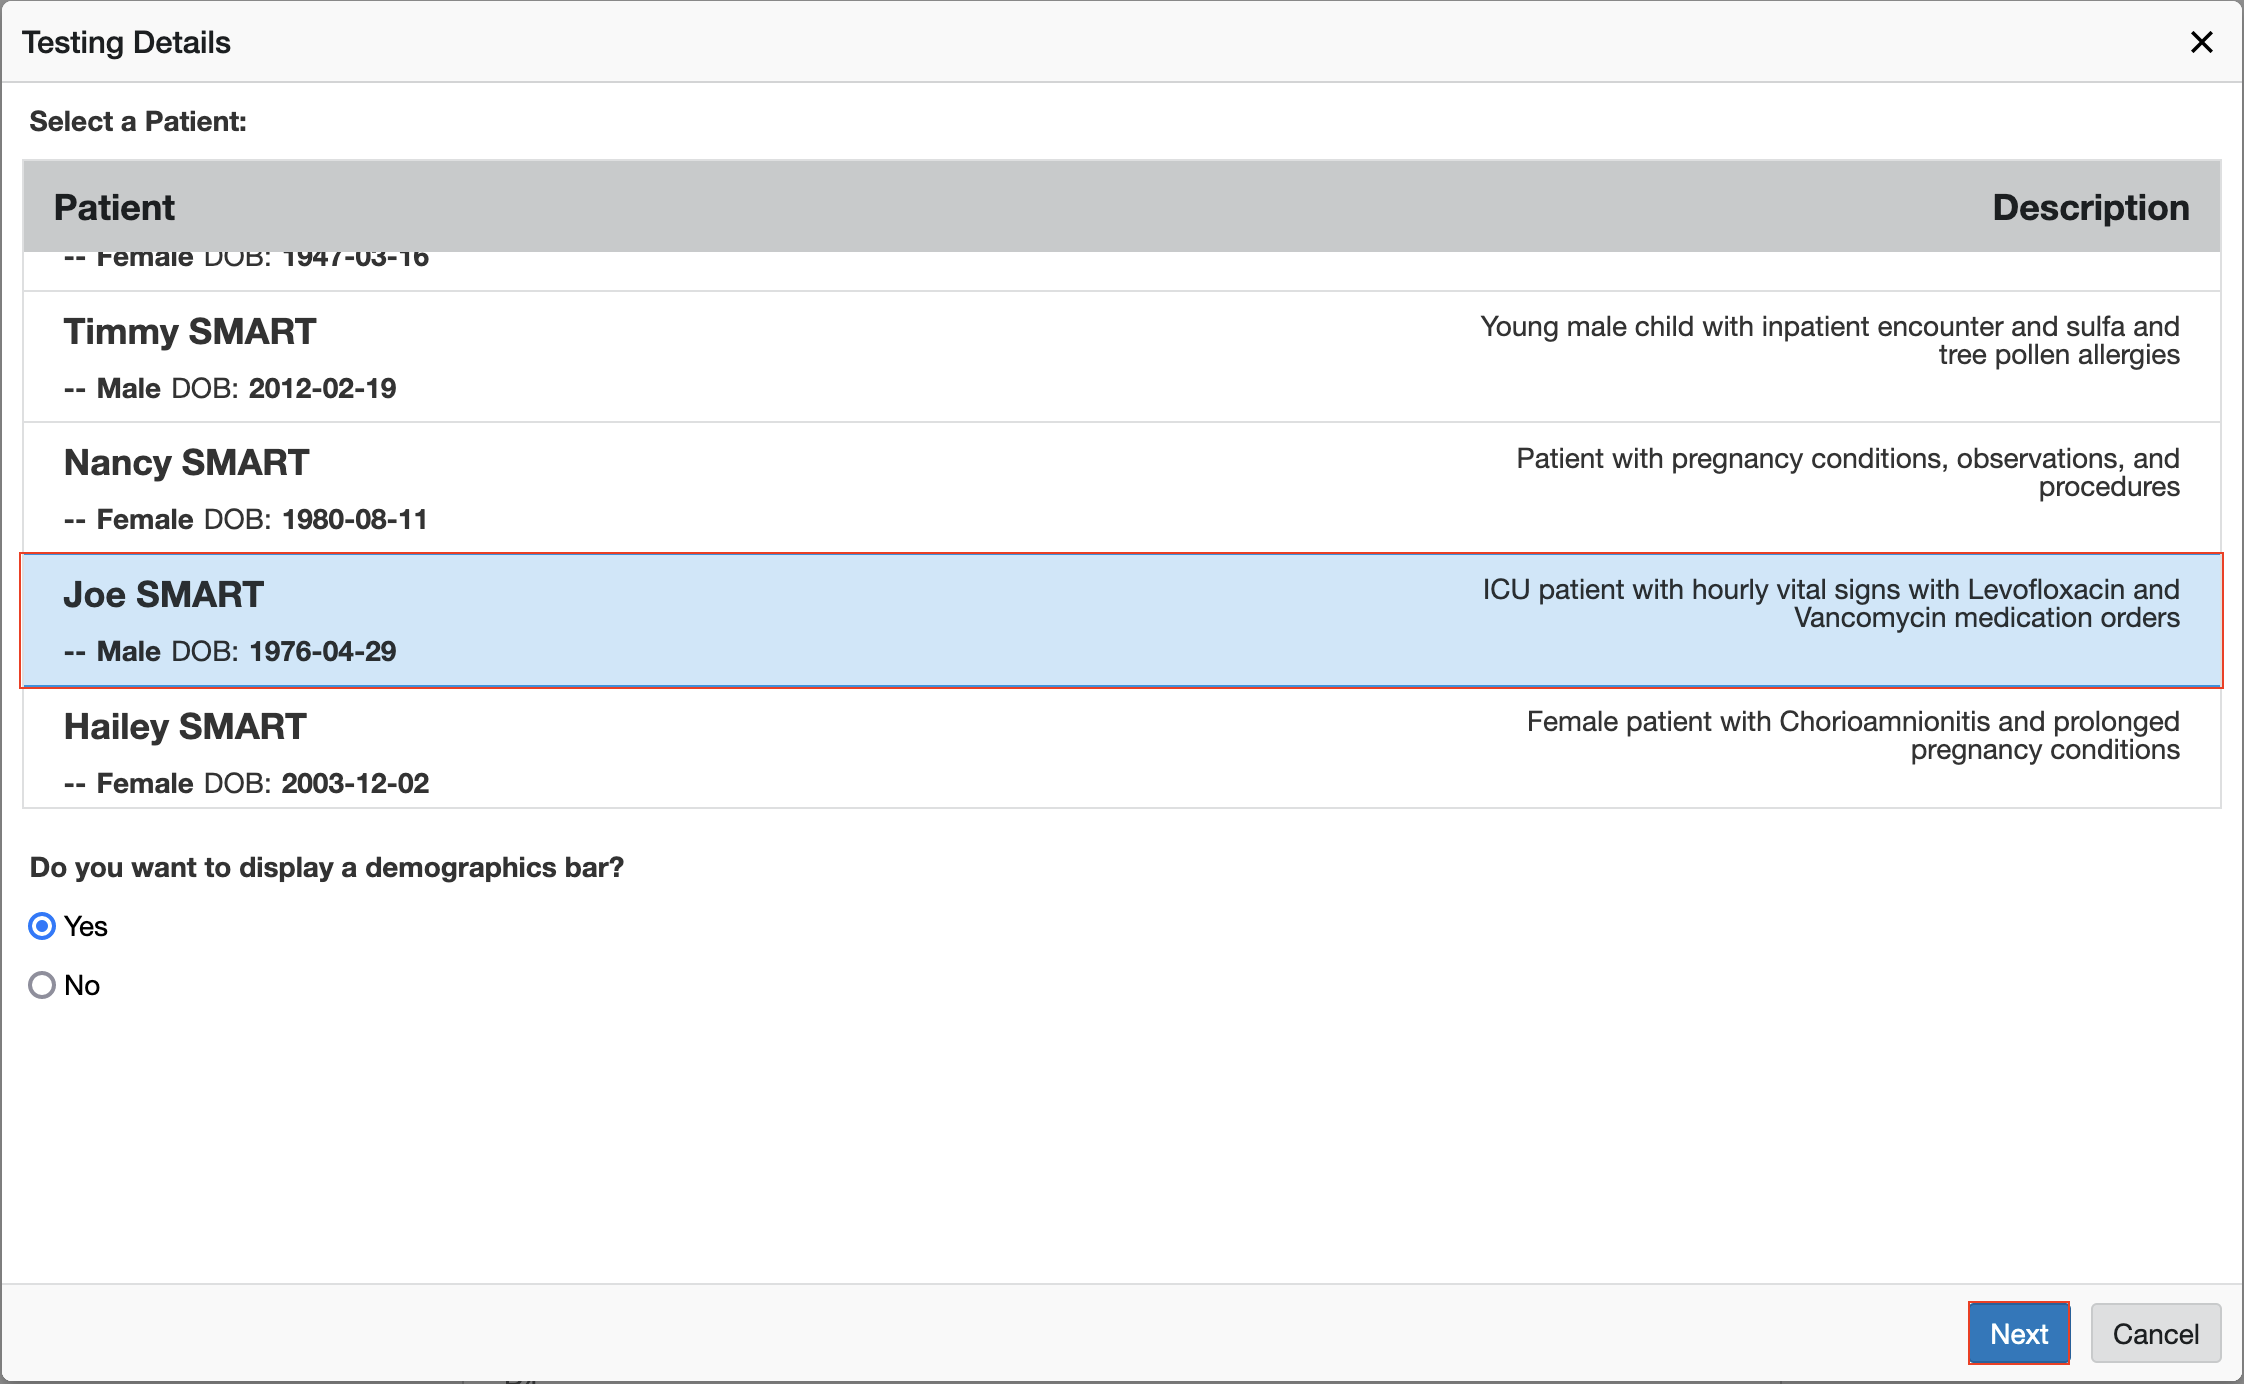 Testing Details
Select a Patient:
Patient Description
-- Female DOB: 1947-03-16
Timmy SMART
Young male child with inpatient encounter and sulfa and
tree pollen allergies
-- Male DOB: 2012-02-19
Nancy SMART
Patient with pregnancy conditions, observations, and
procedures
-- Female DOB: 1980-08-11
Joe SMART
ICU patient with hourly vital signs with Levofloxacin and
Vancomycin medication orders
-- Male DOB: 1976-04-29
Hailey SMART
Female patient with Chorioamnionitis and prolonged
pregnancy conditions
-- Female DOB: 2003-12-02
Do you want to display a demographics bar?
Yes
No
Next Cancel